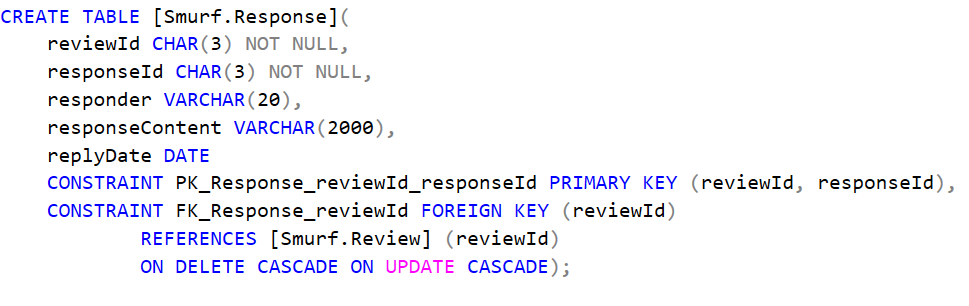 CREATE TABLE [Smurf.Response](
    reviewId CHAR(3) NOT NULL,
    responseId CHAR(3) NOT NULL,
    responder VARCHAR(20),
    responseContent VARCHAR(2000),
    replyDate DATE
    CONSTRAINT PK_Response_reviewId_responseId PRIMARY KEY (reviewId, responseId),
    CONSTRAINT FK_Response_reviewId FOREIGN KEY (reviewId)
            REFERENCES [Smurf.Review] (reviewId)
            ON DELETE CASCADE ON UPDATE CASCADE);